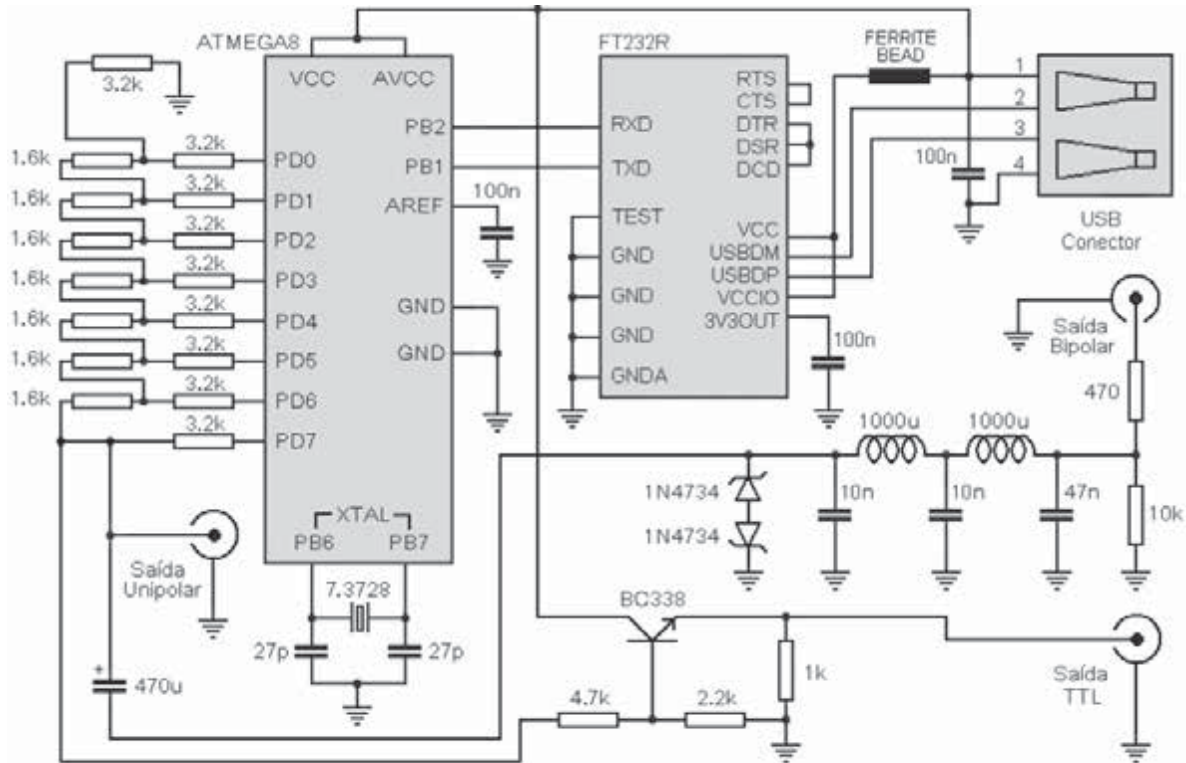 ATMEGA8
VCC
AVCC
PB2
PB1
AREF
GND
GND
PD0
PD1
PD2
PD3
PD4
PD5
PD6
PD7
XTAL
PB6
PB7
3.2k
1.6k
3.2k
1.6k
3.2k
1.6k
3.2k
1.6k
3.2k
1.6k
3.2k
1.6k
3.2k
1.6k
3.2k
3.2k
100n
FT232R
RXD
TXD
TEST
GND
GND
GND
GNDA
RTS
CTS
DTR
DSR
DCD
VCC
USBDM
USBDP
VCCIO
3V3OUT
FERRITE
BEAD
1
2
3
4
100n
USB
Conector
100n
Saída
Bipolar
470
1000u
1000u
1N4734
1N4734
10n
10n
47n
10k
Saída
Unipolar
7.3728
27p
27p
+
470u
BC338
4.7k
2.2k
1k
Saída
TTL